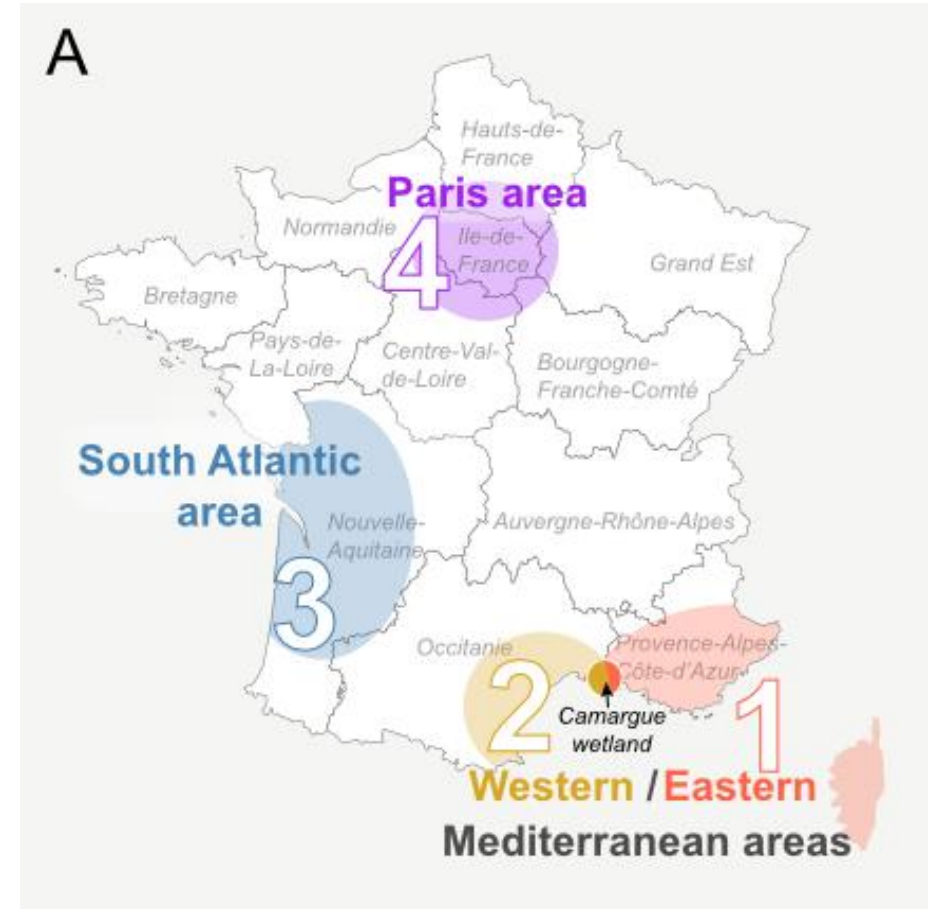 A
Hauts-de-
France
Paris area
Normandie
4
Ile-de-
France
Grand Est
Bretagne
Pays-de-
La-Loire
Centre-Val-
de-Loire
Bourgogne-
Franche-Comté
South Atlantic
area
Nouvelle-
Aquitaine
Auvergne-Rhône-Alpes
3
Occitanie
Provence-Alpes-
Côte-d'Azur
2
1
Camargue
wetland
Western / Eastern
Mediterranean areas